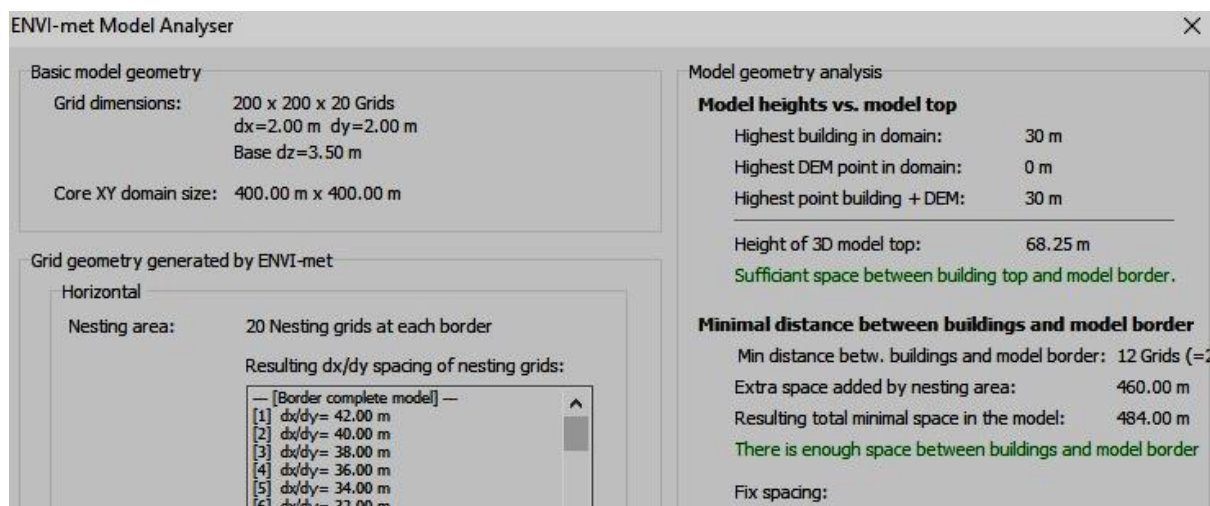 ENVI-met Model Analyser
Basic model geometry
Grid dimensions: 200 x 200 x 20 Grids
dx=2.00 m dy=2.00 m
Base dz=3.50 m
Core XY domain size: 400.00 m x 400.00 m
Grid geometry generated by ENVI-met
Horizontal
Nesting area: 20 Nesting grids at each border
Resulting dx/dy spacing of nesting grids:
--- [Border complete model] ---
[1] dx/dy= 42.00 m
[2] dx/dy= 40.00 m
[3] dx/dy= 38.00 m
[4] dx/dy= 36.00 m
[5] dx/dy= 34.00 m
[6] dx/dy= 32.00 m
Model geometry analysis
Model heights vs. model top
Highest building in domain: 30 m
Highest DEM point in domain: 0 m
Highest point building + DEM: 30 m
Height of 3D model top: 68.25 m
Sufficiant space between building top and model border.
Minimal distance between buildings and model border
Min distance betw. buildings and model border: 12 Grids (=2
Extra space added by nesting area: 460.00 m
Resulting total minimal space in the model: 484.00 m
There is enough space between buildings and model border
Fix spacing: